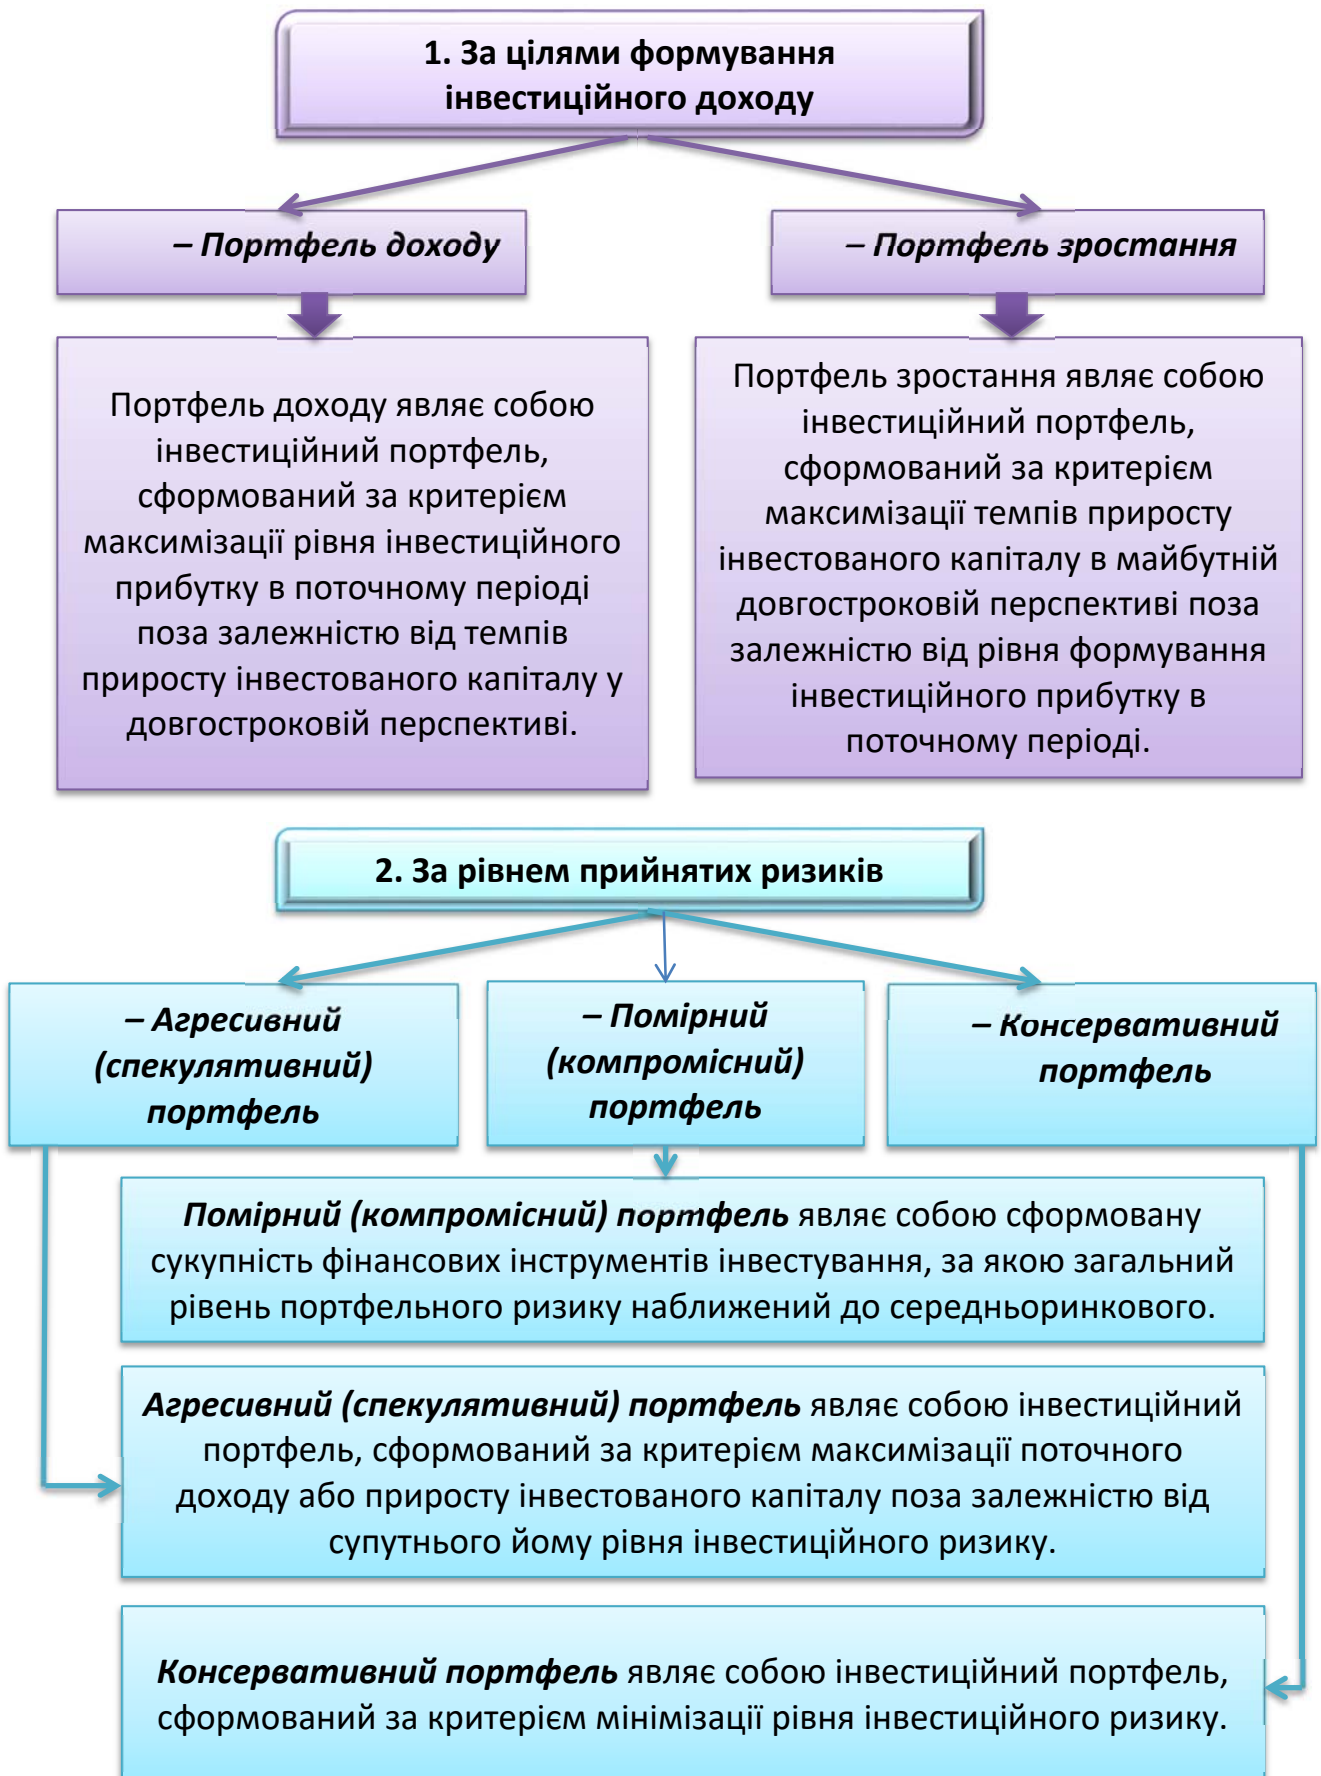 1. За цілями формування
інвестиційного доходу
– Портфель доходу
– Портфель зростання
Портфель доходу являє собою
інвестиційний портфель,
сформований за критерієм
максимізації рівня інвестиційного
прибутку в поточному періоді
поза залежністю від темпів
приросту інвестованого капіталу у
довгостроковій перспективі.
Портфель зростання являє собою
інвестиційний портфель,
сформований за критерієм
максимізації темпів приросту
інвестованого капіталу в майбутній
довгостроковій перспективі поза
залежністю від рівня формування
інвестиційного прибутку в
поточному періоді.
2. За рівнем прийнятих ризиків
– Агресивний
(спекулятивний)
портфель
– Помірний
(компромісний)
портфель
– Консервативний
портфель
Помірний (компромісний) портфель являє собою сформовану
сукупність фінансових інструментів інвестування, за якою загальний
рівень портфельного ризику наближений до середньоринкового.
Агресивний (спекулятивний) портфель являє собою інвестиційний
портфель, сформований за критерієм максимізації поточного
доходу або приросту інвестованого капіталу поза залежністю від
супутнього йому рівня інвестиційного ризику.
Консервативний портфель являє собою інвестиційний портфель,
сформований за критерієм мінімізації рівня інвестиційного ризику.